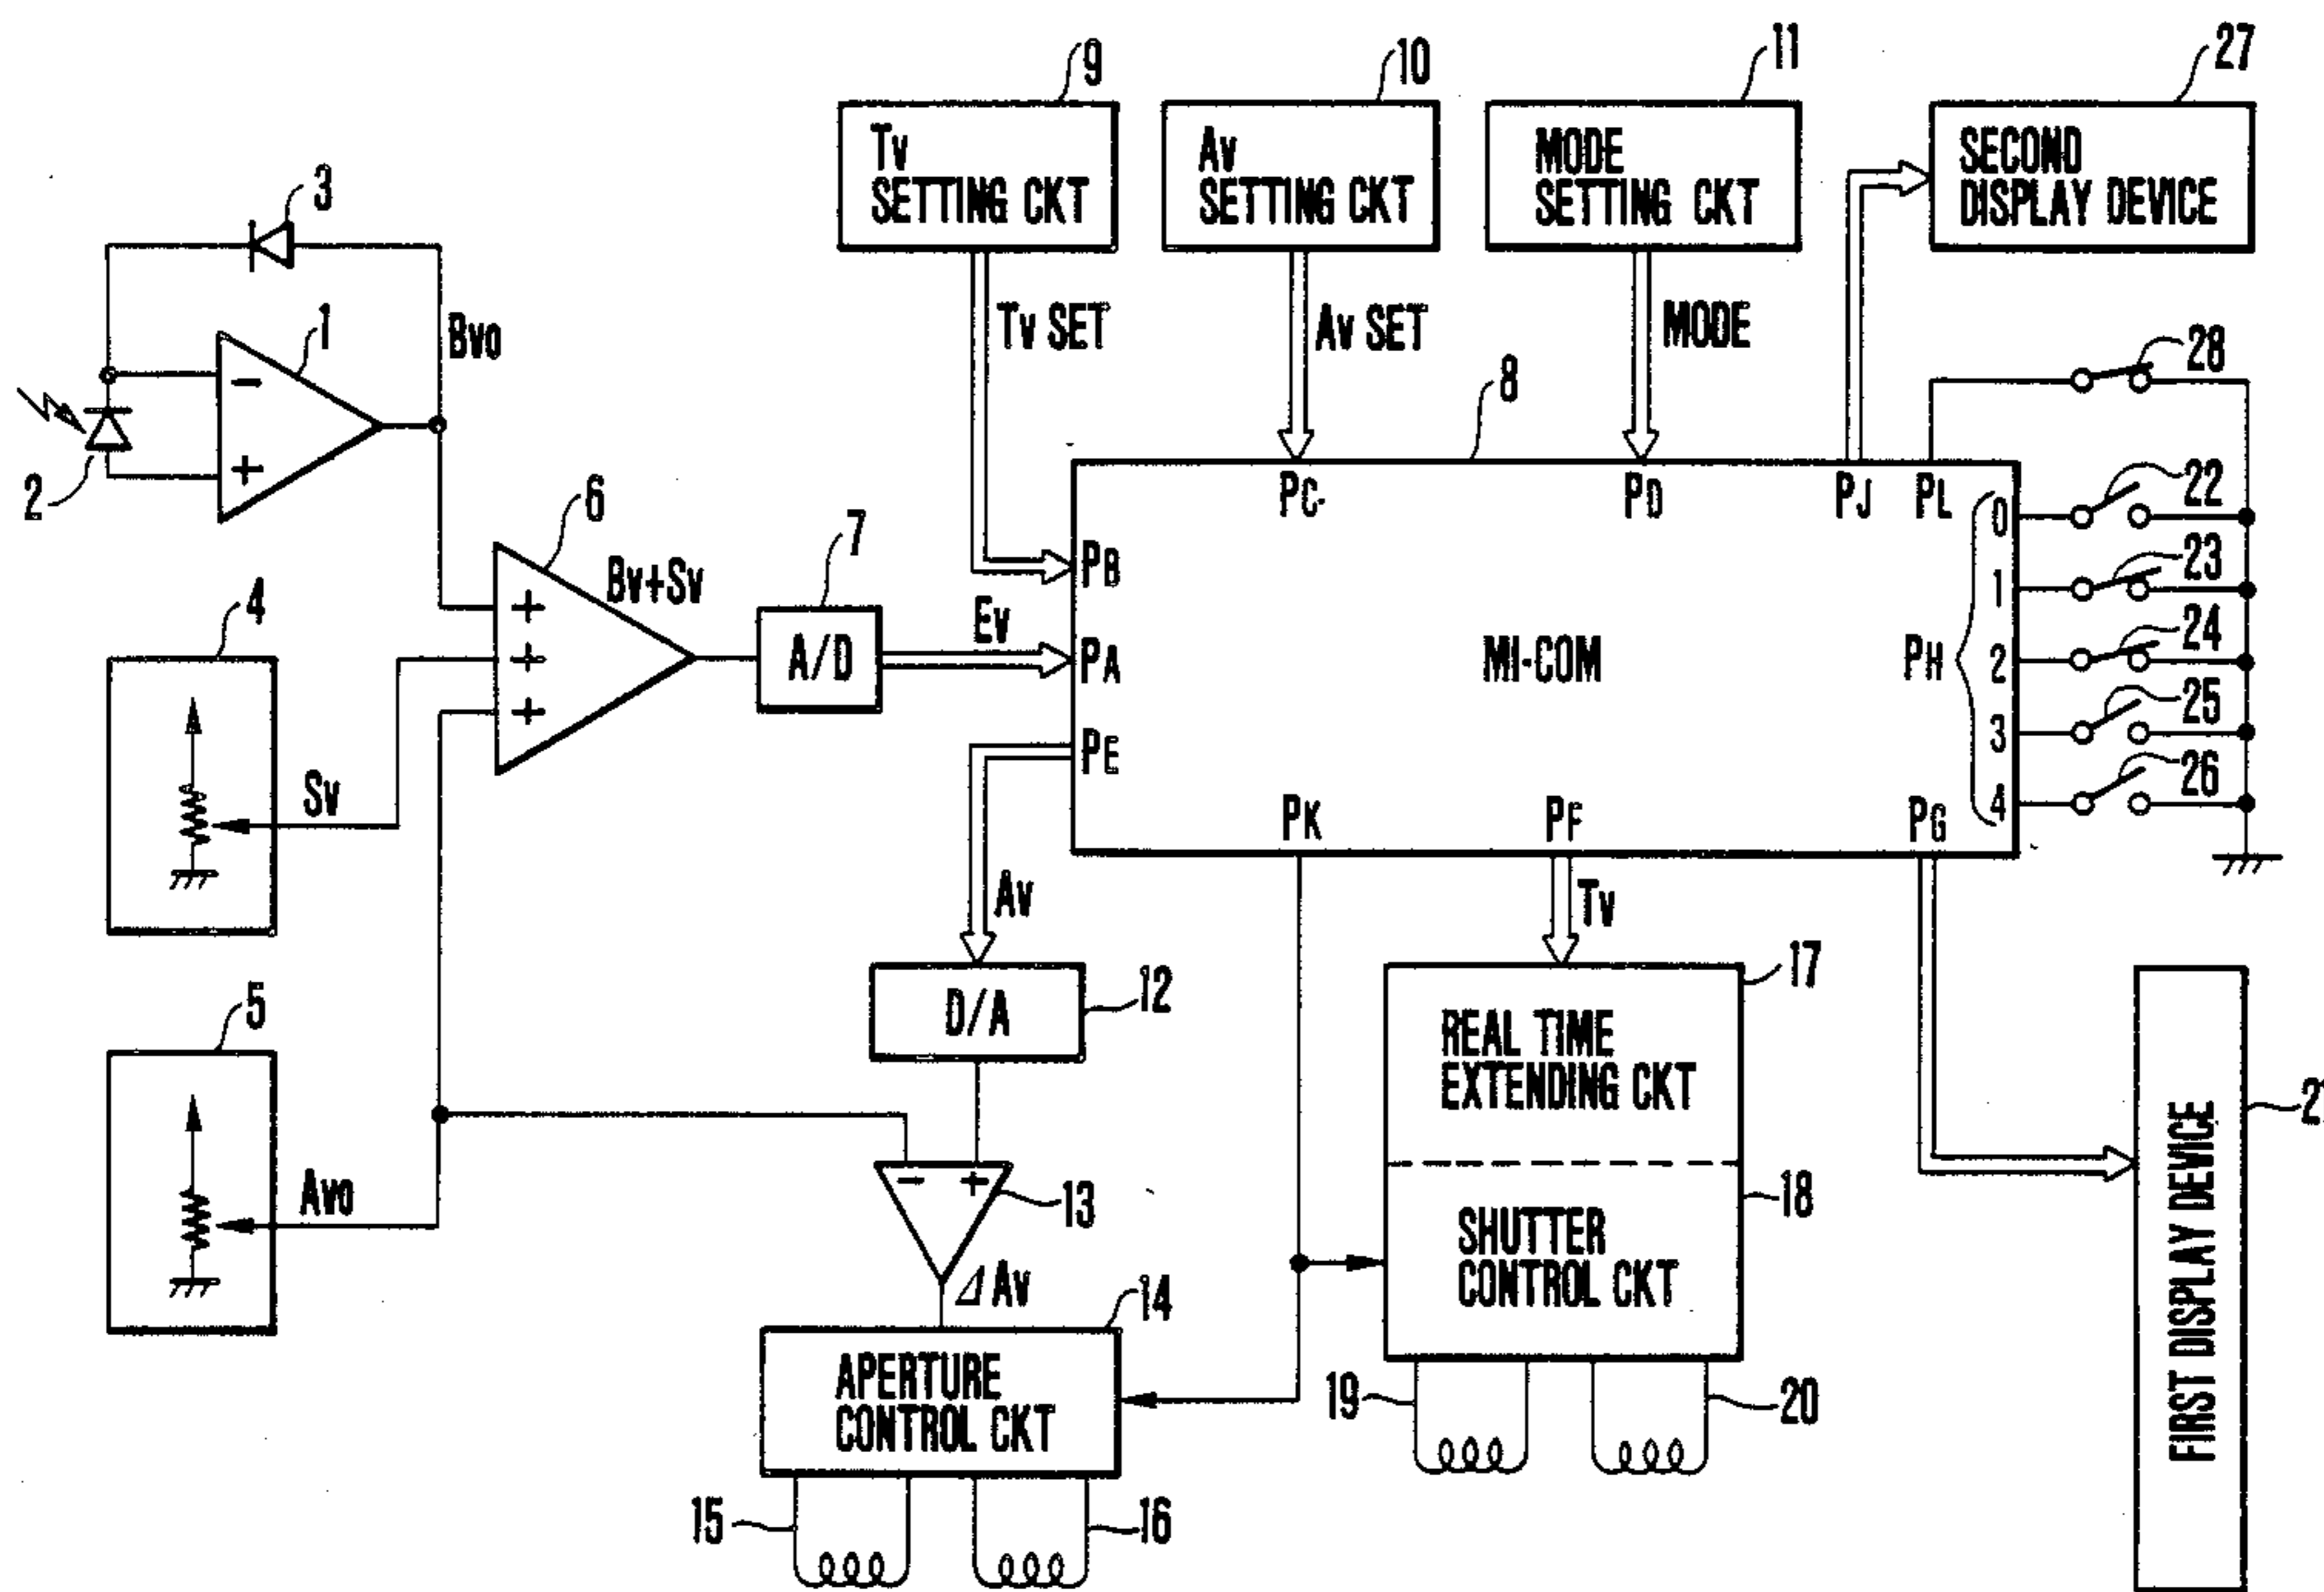 9
10
11
27
Tv
SETTING CKT
Av
SETTING CKT
MODE
SETTING CKT
SECOND
DISPLAY DEVICE
3
1
Bvo
Tv SET
Av SET
MODE
28
8
-
+
2
PC
PD
PJ
PL
22
0
6
7
PB
23
1
Bv+Sv
4
+
+
+
A/D
Ev
PA
MI-COM
PH
24
2
25
3
PE
26
4
Sv
PK
PF
PG
Av
Tv
17
5
D/A
12
REAL TIME
EXTENDING CKT
2
Avo
-
+
13
18
SHUTTER
CONTROL CKT
FIRST DISPLAY DEVICE
ΔAv
14
APERTURE
CONTROL CKT
19
20
15
16